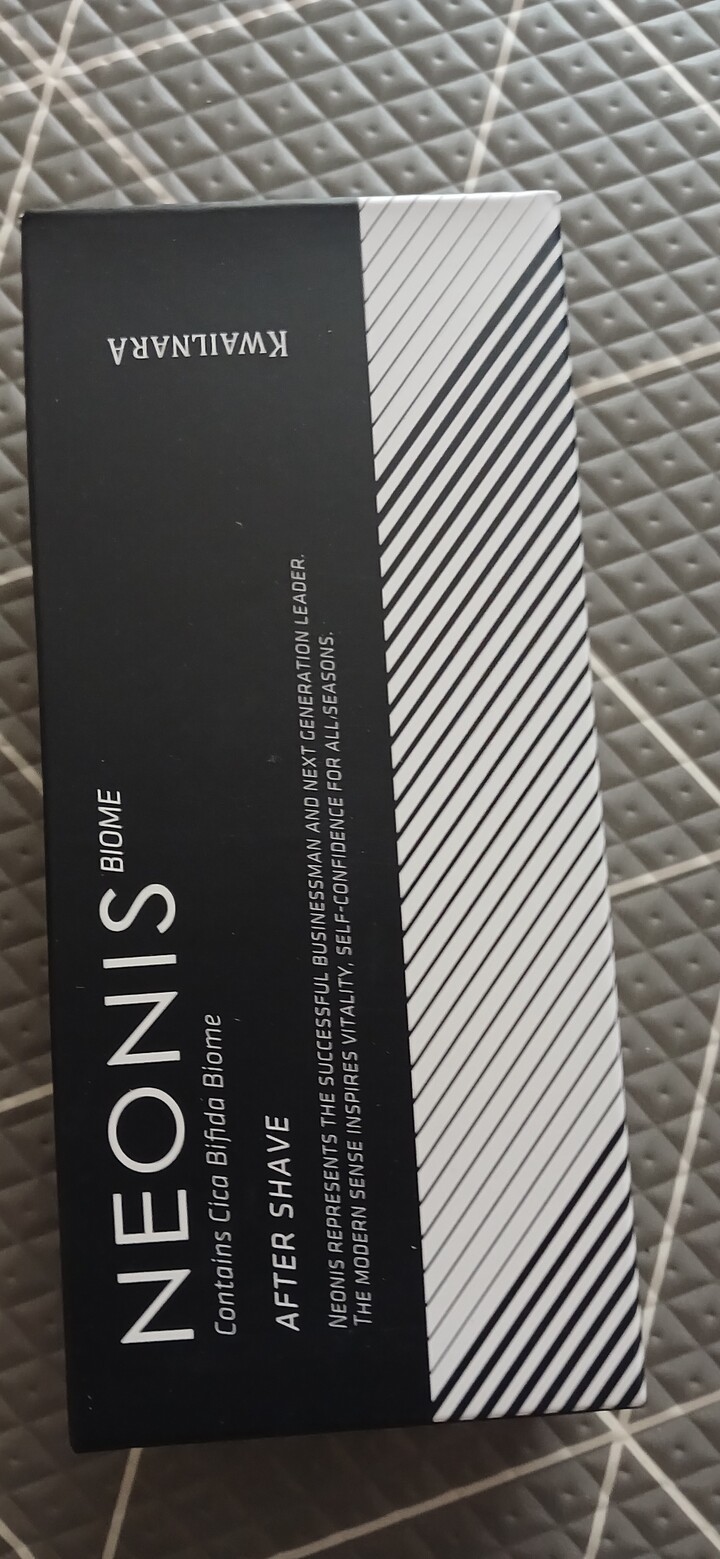 KWAILNARA
NEONIS BIOME
Contains Cica Bifida Biome
AFTER SHAVE
NEONIS REPRESENTS THE SUCCESSFUL BUSINESSMAN AND NEXT GENERATION LEADER.
THE MODERN SENSE INSPIRES VITALITY, SELF-CONFIDENCE FOR ALL SEASONS.